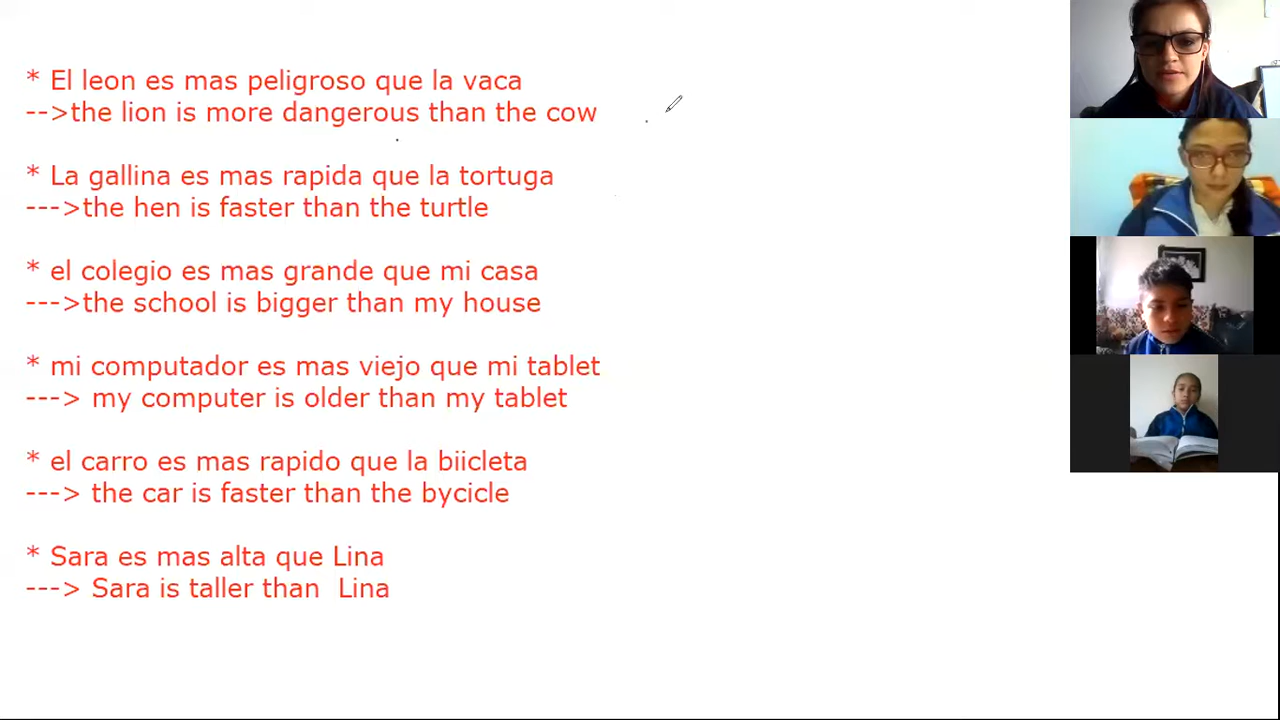 * El leon es mas peligroso que la vaca
-->the lion is more dangerous than the cow
* La gallina es mas rapida que la tortuga
--->the hen is faster than the turtle
* el colegio es mas grande que mi casa
--->the school is bigger than my house
* mi computador es mas viejo que mi tablet
---> my computer is older than my tablet
* el carro es mas rapido que la biicleta
---> the car is faster than the bycicle
* Sara es mas alta que Lina
---> Sara is taller than  Lina